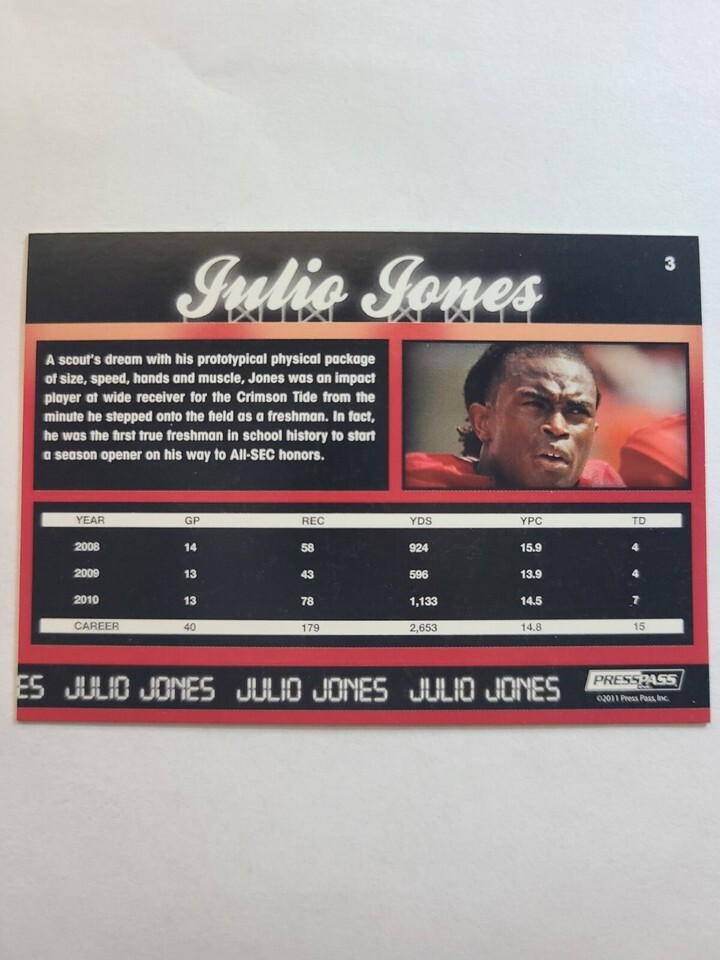 Julio Jones
3
A scout's dream with his prototypical physical package
of size, speed, hands and muscle, Jones was an impact
player at wide receiver for the Crimson Tide from the
minute he stepped onto the field as a freshman. In fact,
he was the first true freshman in school history to start
a season opener on his way to All-SEC honors.
YEAR GP REC YDS YPC TD
2008 14 58 924 15.9 4
2009 13 43 596 13.9 4
2010 13 78 1,133 14.5 7
CAREER 40 179 2,653 14.8 15
ES JULIO JONES JULIO JONES JULIO JONES
PRESSPASS
©2011 Press Pass, Inc.